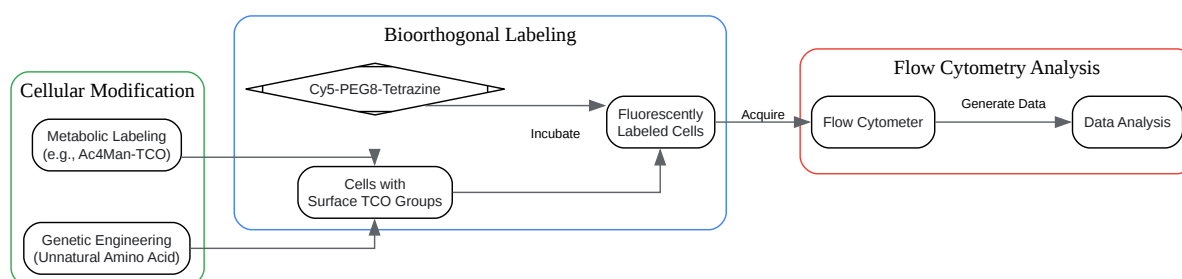 Cellular Modification
Metabolic Labeling
(e.g., Ac4Man-TCO)
Genetic Engineering
(Unnatural Amino Acid)
Bioorthogonal Labeling
Cy5-PEG8-Tetrazine
Cells with
Surface TCO Groups
Incubate
Fluorescently
Labeled Cells
Acquire
Flow Cytometry Analysis
Flow Cytometer
Generate Data
Data Analysis